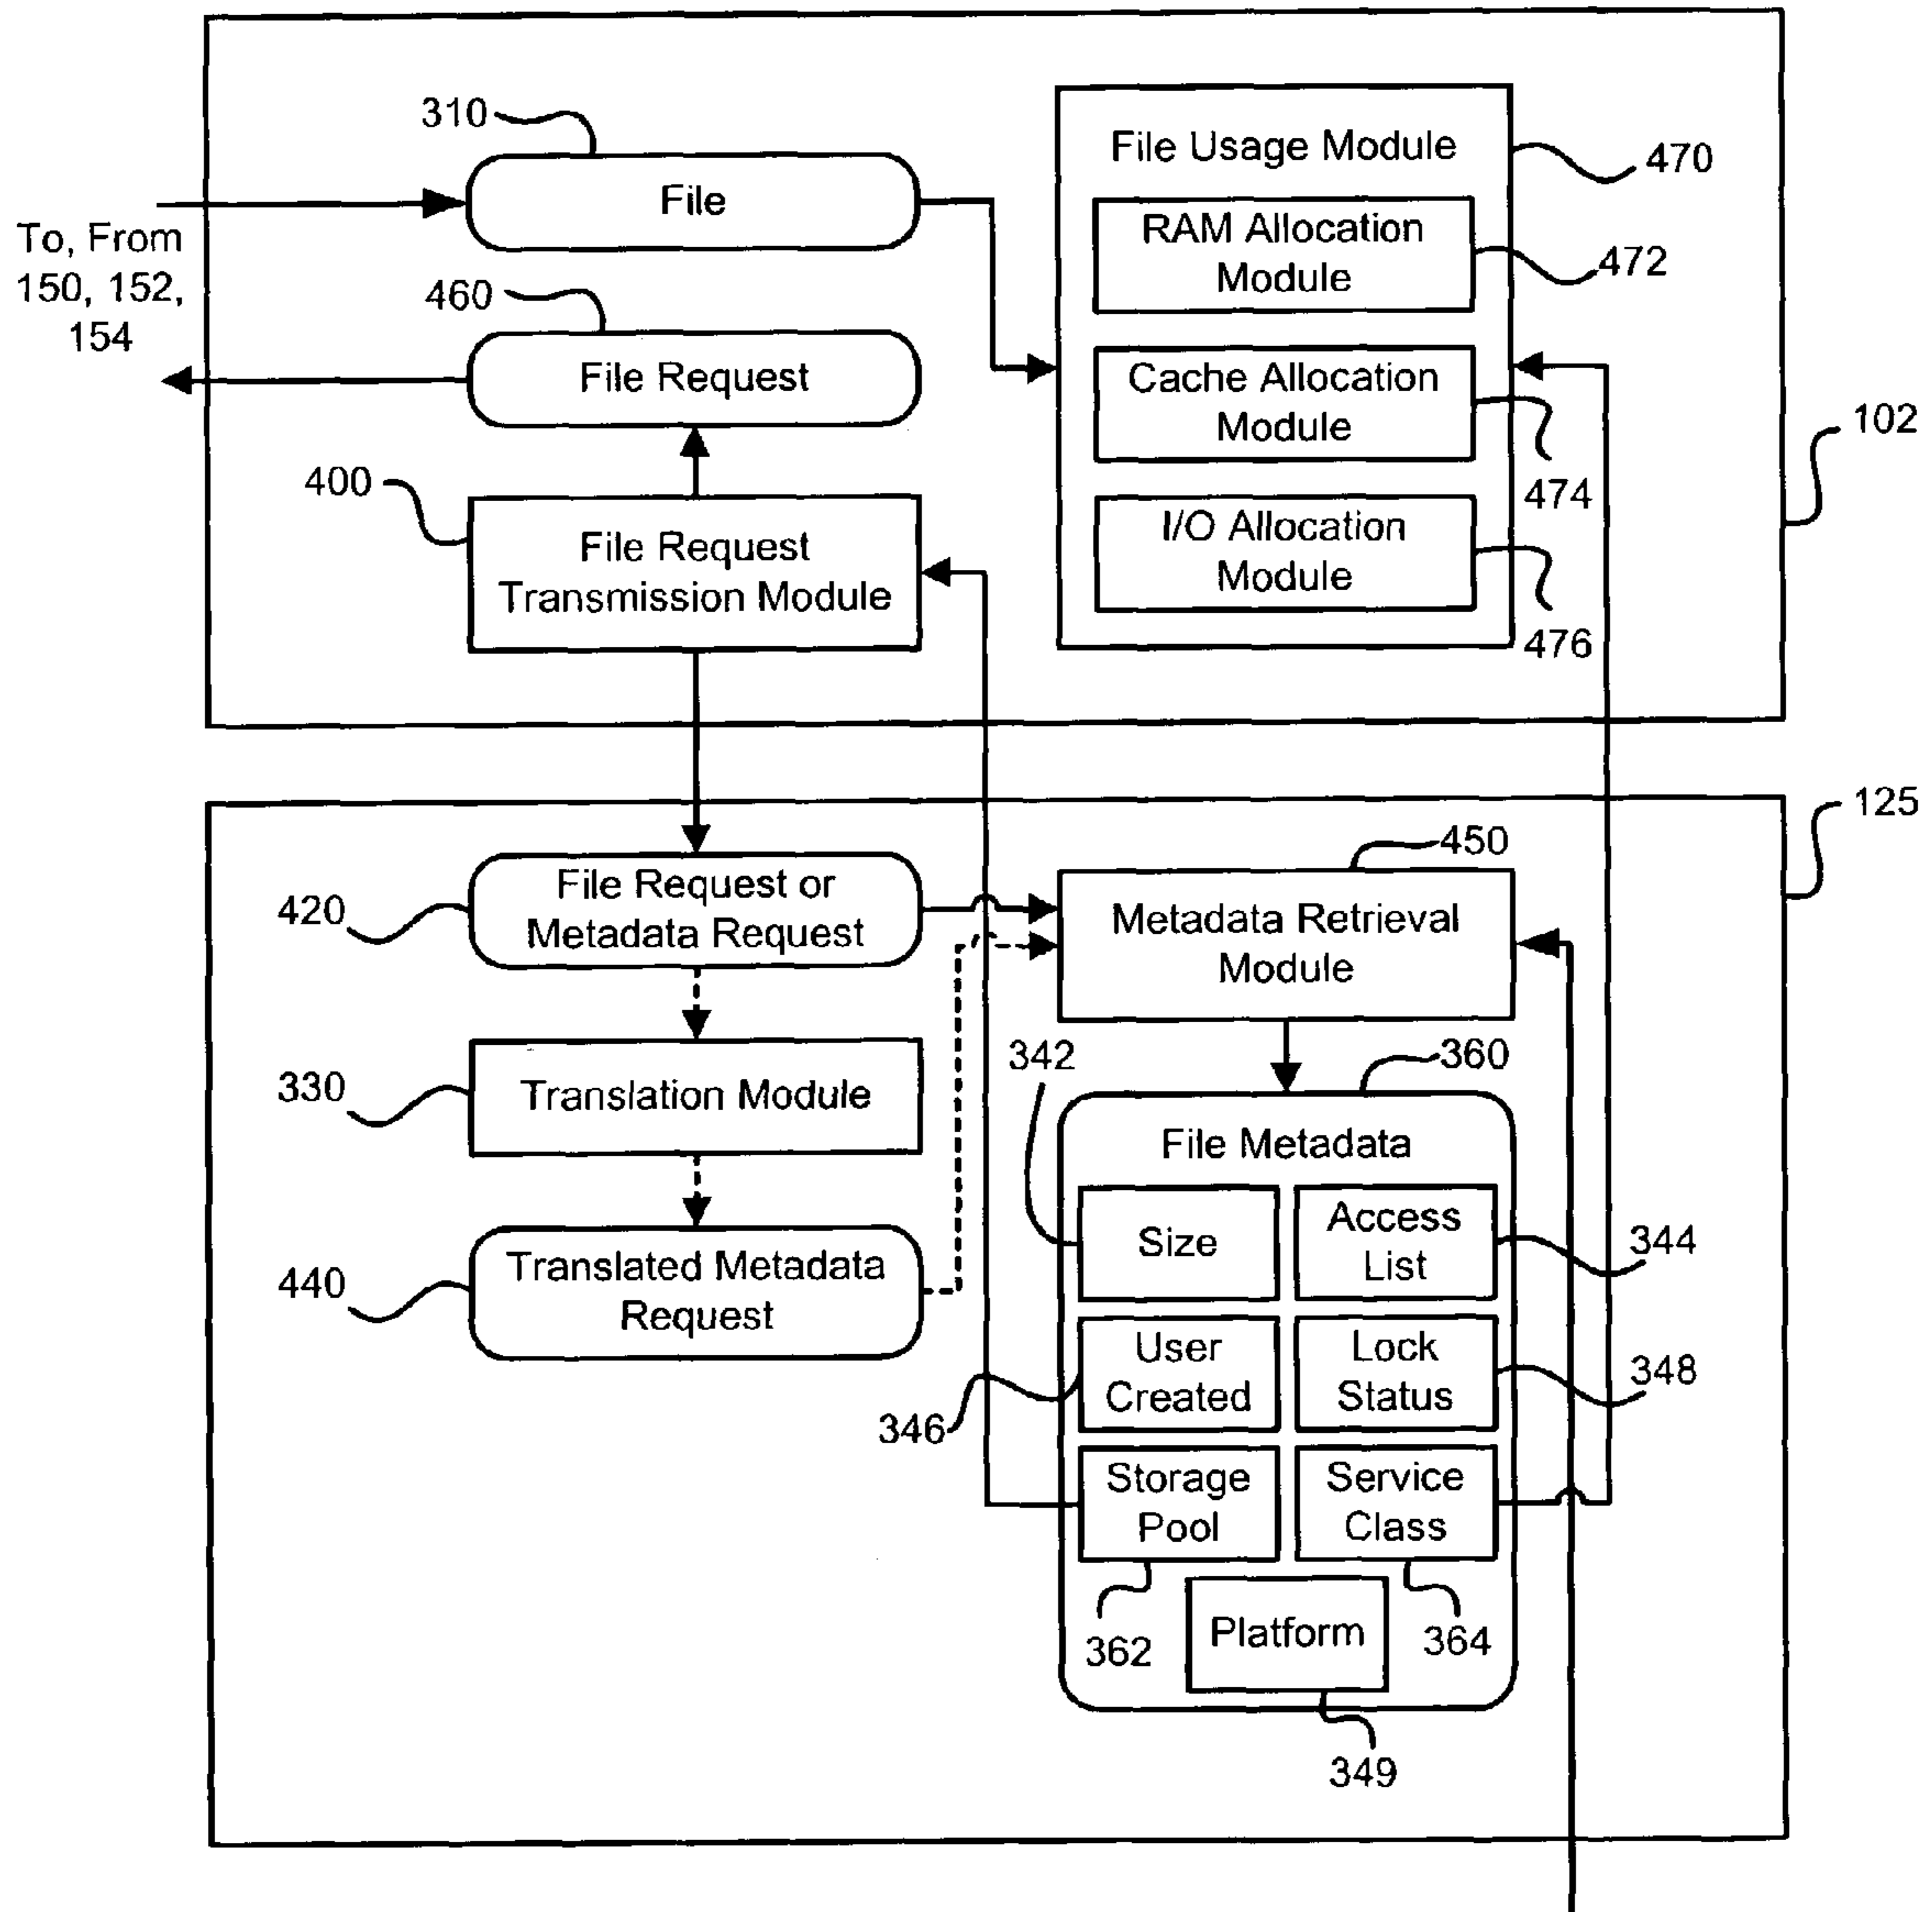 310
File
File Usage Module
470
RAM Allocation
Module
472
To, From
150, 152,
154
460
File Request
Cache Allocation
Module
474
102
400
File Request
Transmission Module
I/O Allocation
Module
476
125
420
File Request or
Metadata Request
450
Metadata Retrieval
Module
330
Translation Module
342
360
File Metadata
Size
Access
List
344
440
Translated Metadata
Request
346
User
Created
Lock
Status
348
Storage
Pool
Service
Class
362
Platform
364
349